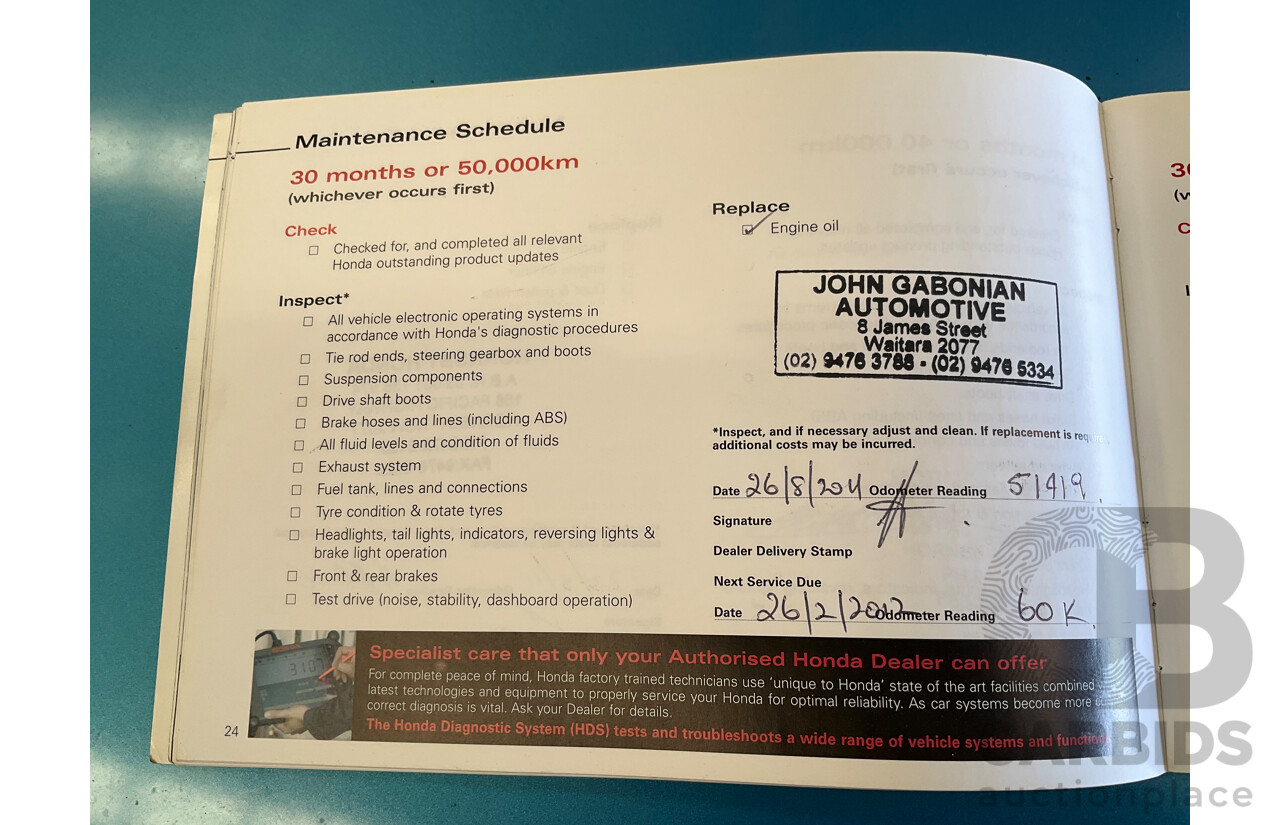 Maintenance Schedule
30 months or 50,000km
(whichever occurs first)
Check
Checked for, and completed all relevant
Honda outstanding product updates
Inspect*
All vehicle electronic operating systems in
accordance with Honda's diagnostic procedures
Tie rod ends, steering gearbox and boots
Suspension components
Drive shaft boots
Brake hoses and lines (including ABS)
All fluid levels and condition of fluids
Exhaust system
Fuel tank, lines and connections
Tyre condition & rotate tyres
Headlights, tail lights, indicators, reversing lights &
brake light operation
Front & rear brakes
Test drive (noise, stability, dashboard operation)
Replace
Engine oil
JOHN GABONIAN
AUTOMOTIVE
8 James Street
Waitara 2077
(02) 9476 3788 - (02) 9476 5334
*Inspect, and if necessary adjust and clean. If replacement is
additional costs may be incurred.
Date 26/8/2011 Odometer Reading 51419
Signature
Dealer Delivery Stamp
Next Service Due
Date 26/2/2012 Odometer Reading 60K
Specialist care that only your Authorised Honda Dealer can offer
For complete peace of mind, Honda factory trained technicians use 'unique to Honda' state of the art facilities combined
latest technologies and equipment to properly service your Honda for optimal reliability. As car systems become more
correct diagnosis is vital. Ask your Dealer for details.
The Honda Diagnostic System (HDS) tests and troubleshoots a wide range of vehicle systems and functions
24
CARBIDS
auctionplace